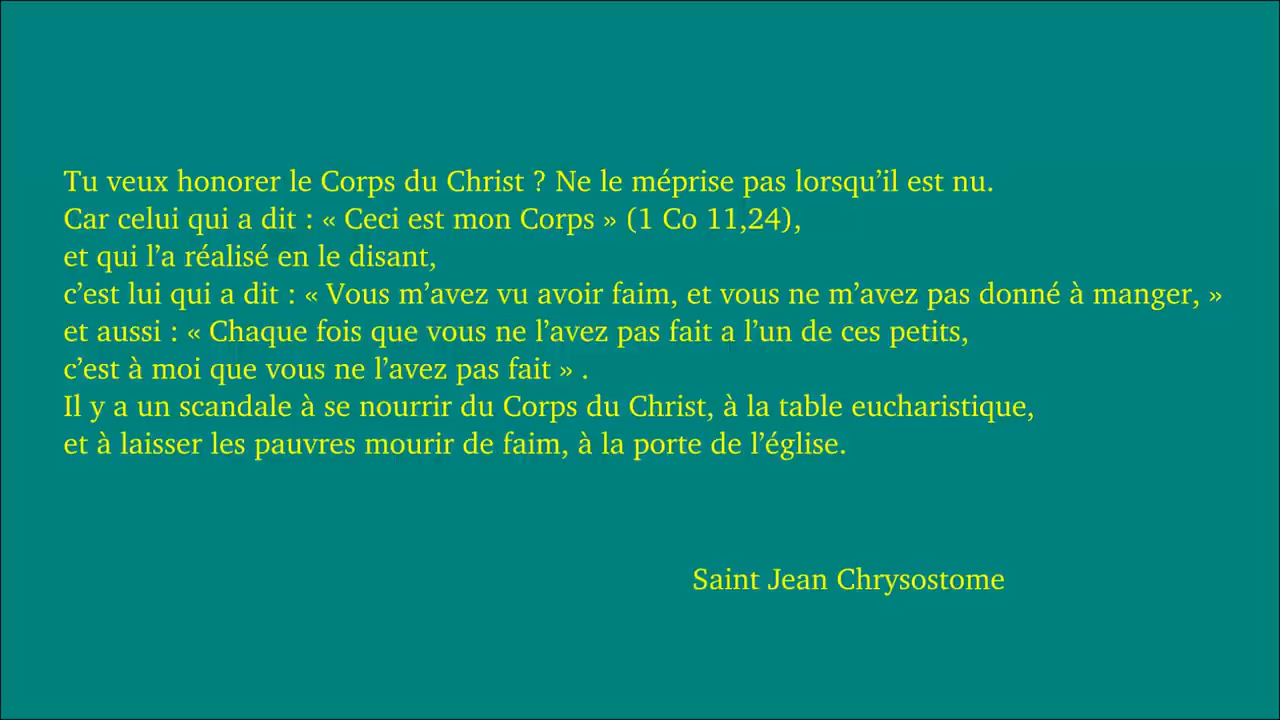 Tu veux honorer le Corps du Christ ? Ne le méprise pas lorsqu’il est nu.
Car celui qui a dit : « Ceci est mon Corps » (1 Co 11,24),
et qui l’a réalisé en le disant,
c’est lui qui a dit : « Vous m’avez vu avoir faim, et vous ne m’avez pas donné à manger, »
et aussi : « Chaque fois que vous ne l’avez pas fait a l’un de ces petits,
c’est à moi que vous ne l’avez pas fait » .
Il y a un scandale à se nourrir du Corps du Christ, à la table eucharistique,
et à laisser les pauvres mourir de faim, à la porte de l’église.
Saint Jean Chrysostome